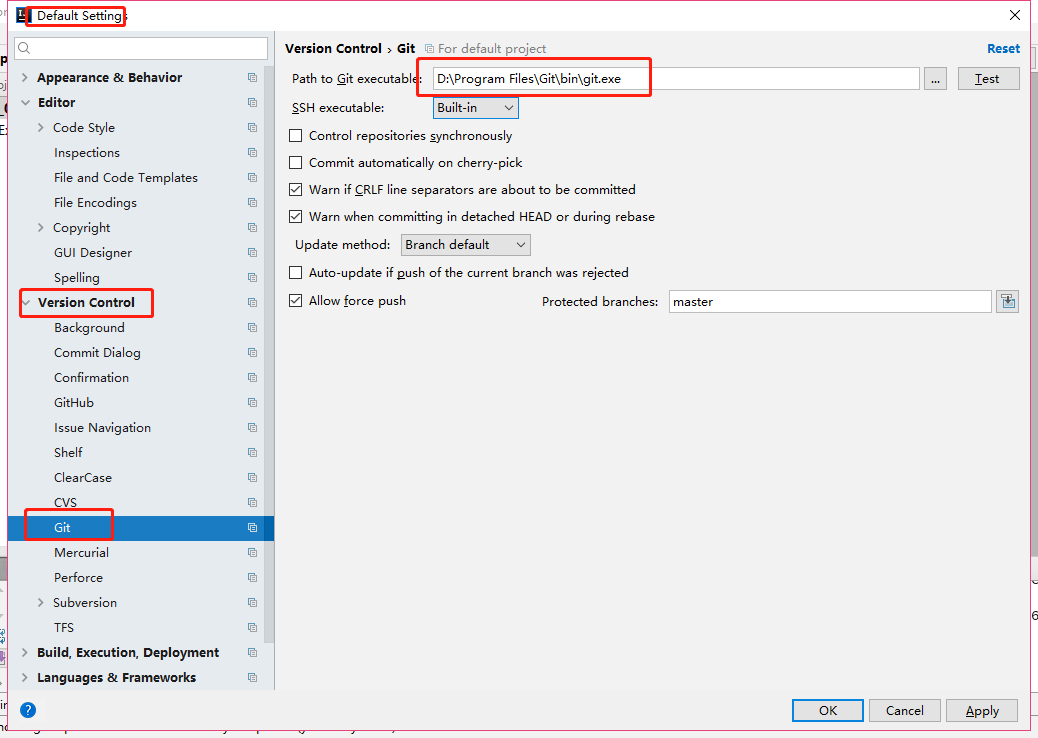 Default Settings
Version Control › Git For default project Reset
Appearance & Behavior
Editor
Code Style
Inspections
File and Code Templates
File Encodings
Copyright
GUI Designer
Spelling
Version Control
Background
Commit Dialog
Confirmation
GitHub
Issue Navigation
Shelf
ClearCase
CVS
Git
Mercurial
Perforce
Subversion
TFS
Build, Execution, Deployment
Languages & Frameworks
Path to Git executable: D:\Program Files\Git\bin\git.exe ... Test
SSH executable: Built-in
Control repositories synchronously
Commit automatically on cherry-pick
Warn if CRLF line separators are about to be committed
Warn when committing in detached HEAD or during rebase
Update method: Branch default
Auto-update if push of the current branch was rejected
Allow force push Protected branches: master
? OK Cancel Apply